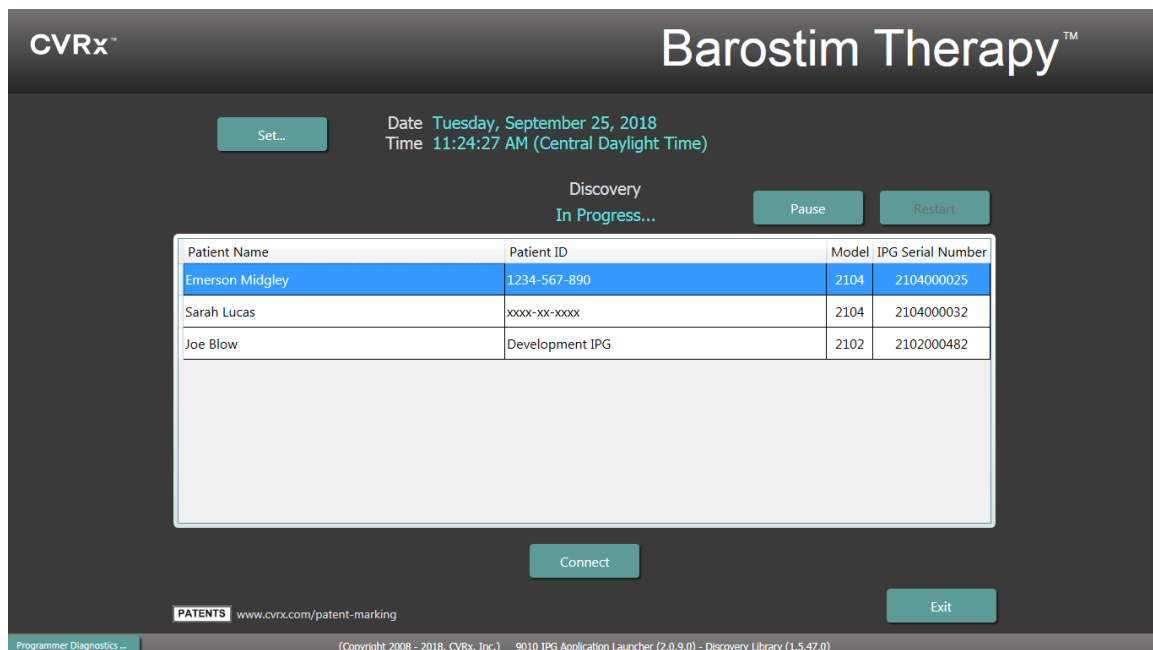 CVRx™
Barostim Therapy™
Set...
Date Tuesday, September 25, 2018
Time 11:24:27 AM (Central Daylight Time)
Discovery
In Progress...
Pause
Restart
Patient Name Patient ID Model IPG Serial Number
Emerson Midgley 1234-567-890 2104 2104000025
Sarah Lucas xxxx-xx-xxxx 2104 2104000032
Joe Blow Development IPG 2102 2102000482
Connect
PATENTS www.cvrx.com/patent-marking
Exit
Programmer Diagnostics ...
(Copyright 2008 - 2018, CVRx, Inc.) 9010 IPG Application Launcher (2.0.9.0) - Discovery Library (1.5.47.0)